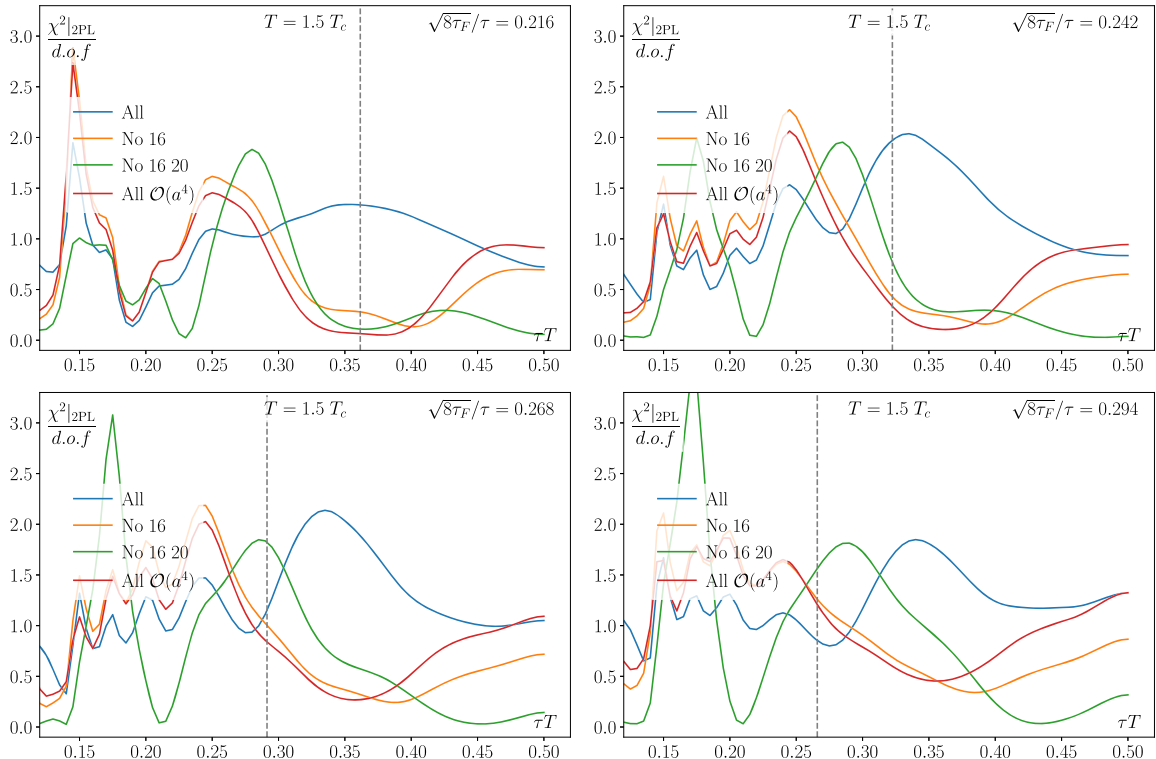 χ²|₂PL
d.o.f
T = 1.5 T_c
√8τ_F/τ = 0.216
3.0
2.5
2.0
1.5
1.0
0.5
0.0
All
No 16
No 16 20
All 𝒪(a⁴)
τT
0.15 0.20 0.25 0.30 0.35 0.40 0.45 0.50
χ²|₂PL
d.o.f
T = 1.5 T_c
√8τ_F/τ = 0.242
3.0
2.5
2.0
1.5
1.0
0.5
0.0
All
No 16
No 16 20
All 𝒪(a⁴)
τT
0.15 0.20 0.25 0.30 0.35 0.40 0.45 0.50
χ²|₂PL
d.o.f
T = 1.5 T_c
√8τ_F/τ = 0.268
3.0
2.5
2.0
1.5
1.0
0.5
0.0
All
No 16
No 16 20
All 𝒪(a⁴)
τT
0.15 0.20 0.25 0.30 0.35 0.40 0.45 0.50
χ²|₂PL
d.o.f
T = 1.5 T_c
√8τ_F/τ = 0.294
3.0
2.5
2.0
1.5
1.0
0.5
0.0
All
No 16
No 16 20
All 𝒪(a⁴)
τT
0.15 0.20 0.25 0.30 0.35 0.40 0.45 0.50